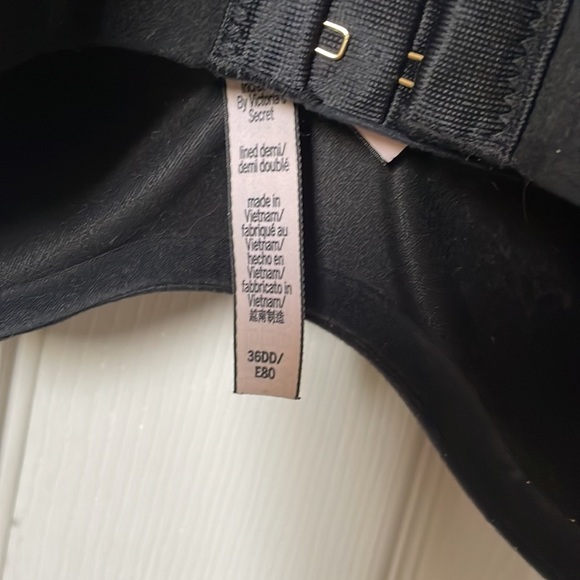 By Victoria's
Secret
lined demi/
demi doublé
made in
Vietnam/
fabriqué au
Vietnam/
hecho en
Vietnam/
fabbricato in
Vietnam/
越南制造
36DD/
E80